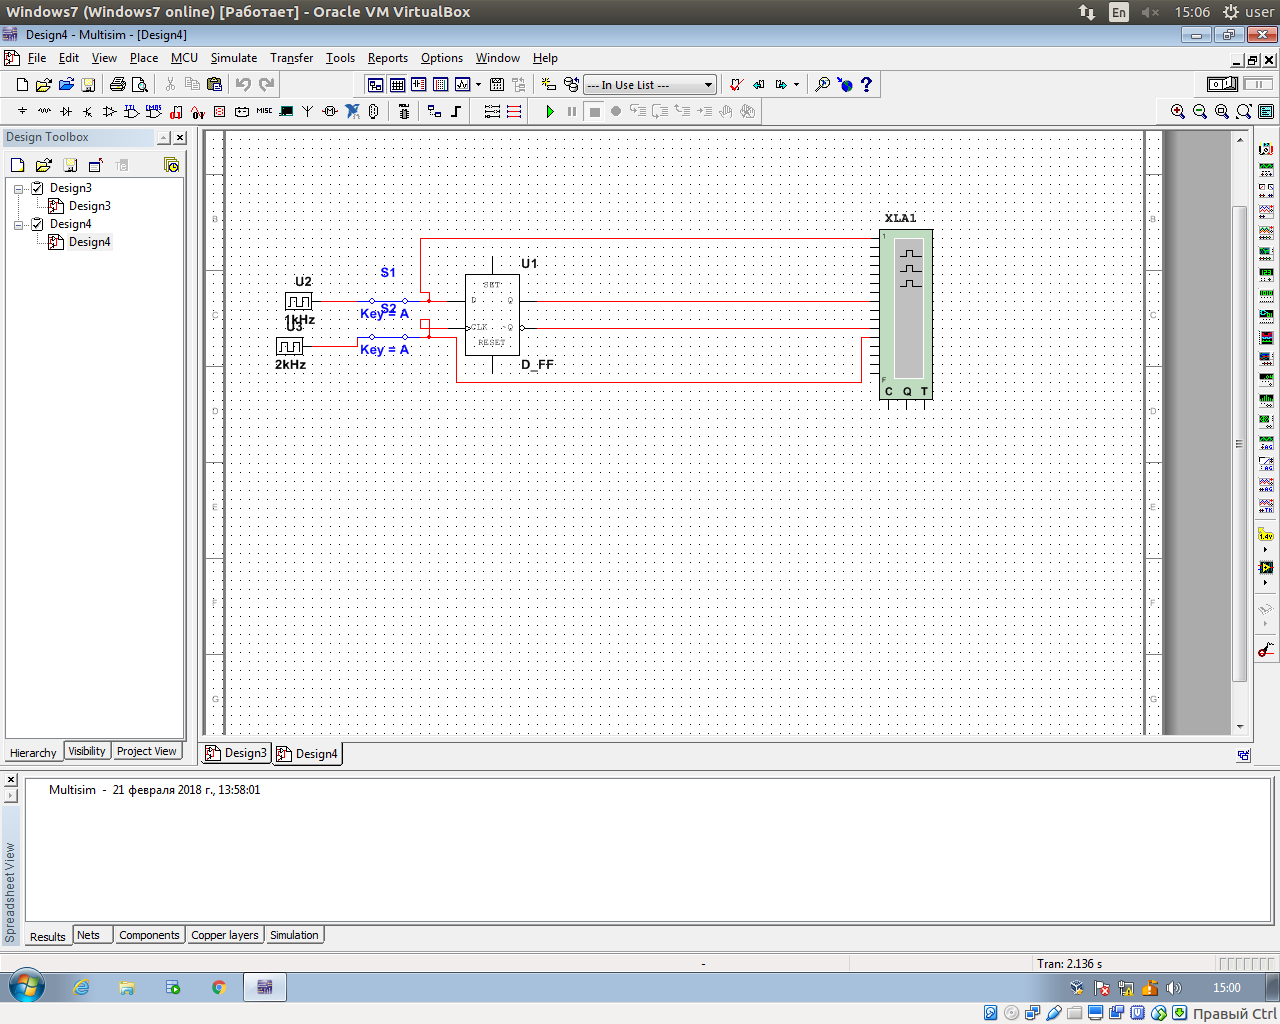 Windows7 (Windows7 online) [Работает] - Oracle VM VirtualBox
En
15:06
user
Design4 - Multisim - [Design4]
File Edit View Place MCU Simulate Transfer Tools Reports Options Window Help
--- In Use List ---
MISC
Design Toolbox
Design3
Design3
Design4
Design4
Hierarchy
Visibility
Project View
B
C
D
E
F
G
XLA1
1
F
C Q T
S1
U2
1kHz
Key = A
S2
U3
2kHz
Key = A
U1
SET
D Q
CLK ~Q
RESET
D_FF
B
C
D
E
F
G
1.4v
Design3
Design4
Multisim - 21 февраля 2018 г., 13:58:01
Spreadsheet View
Results
Nets
Components
Copper layers
Simulation
-
Tran: 2.136 s
15:00
Правый Ctrl